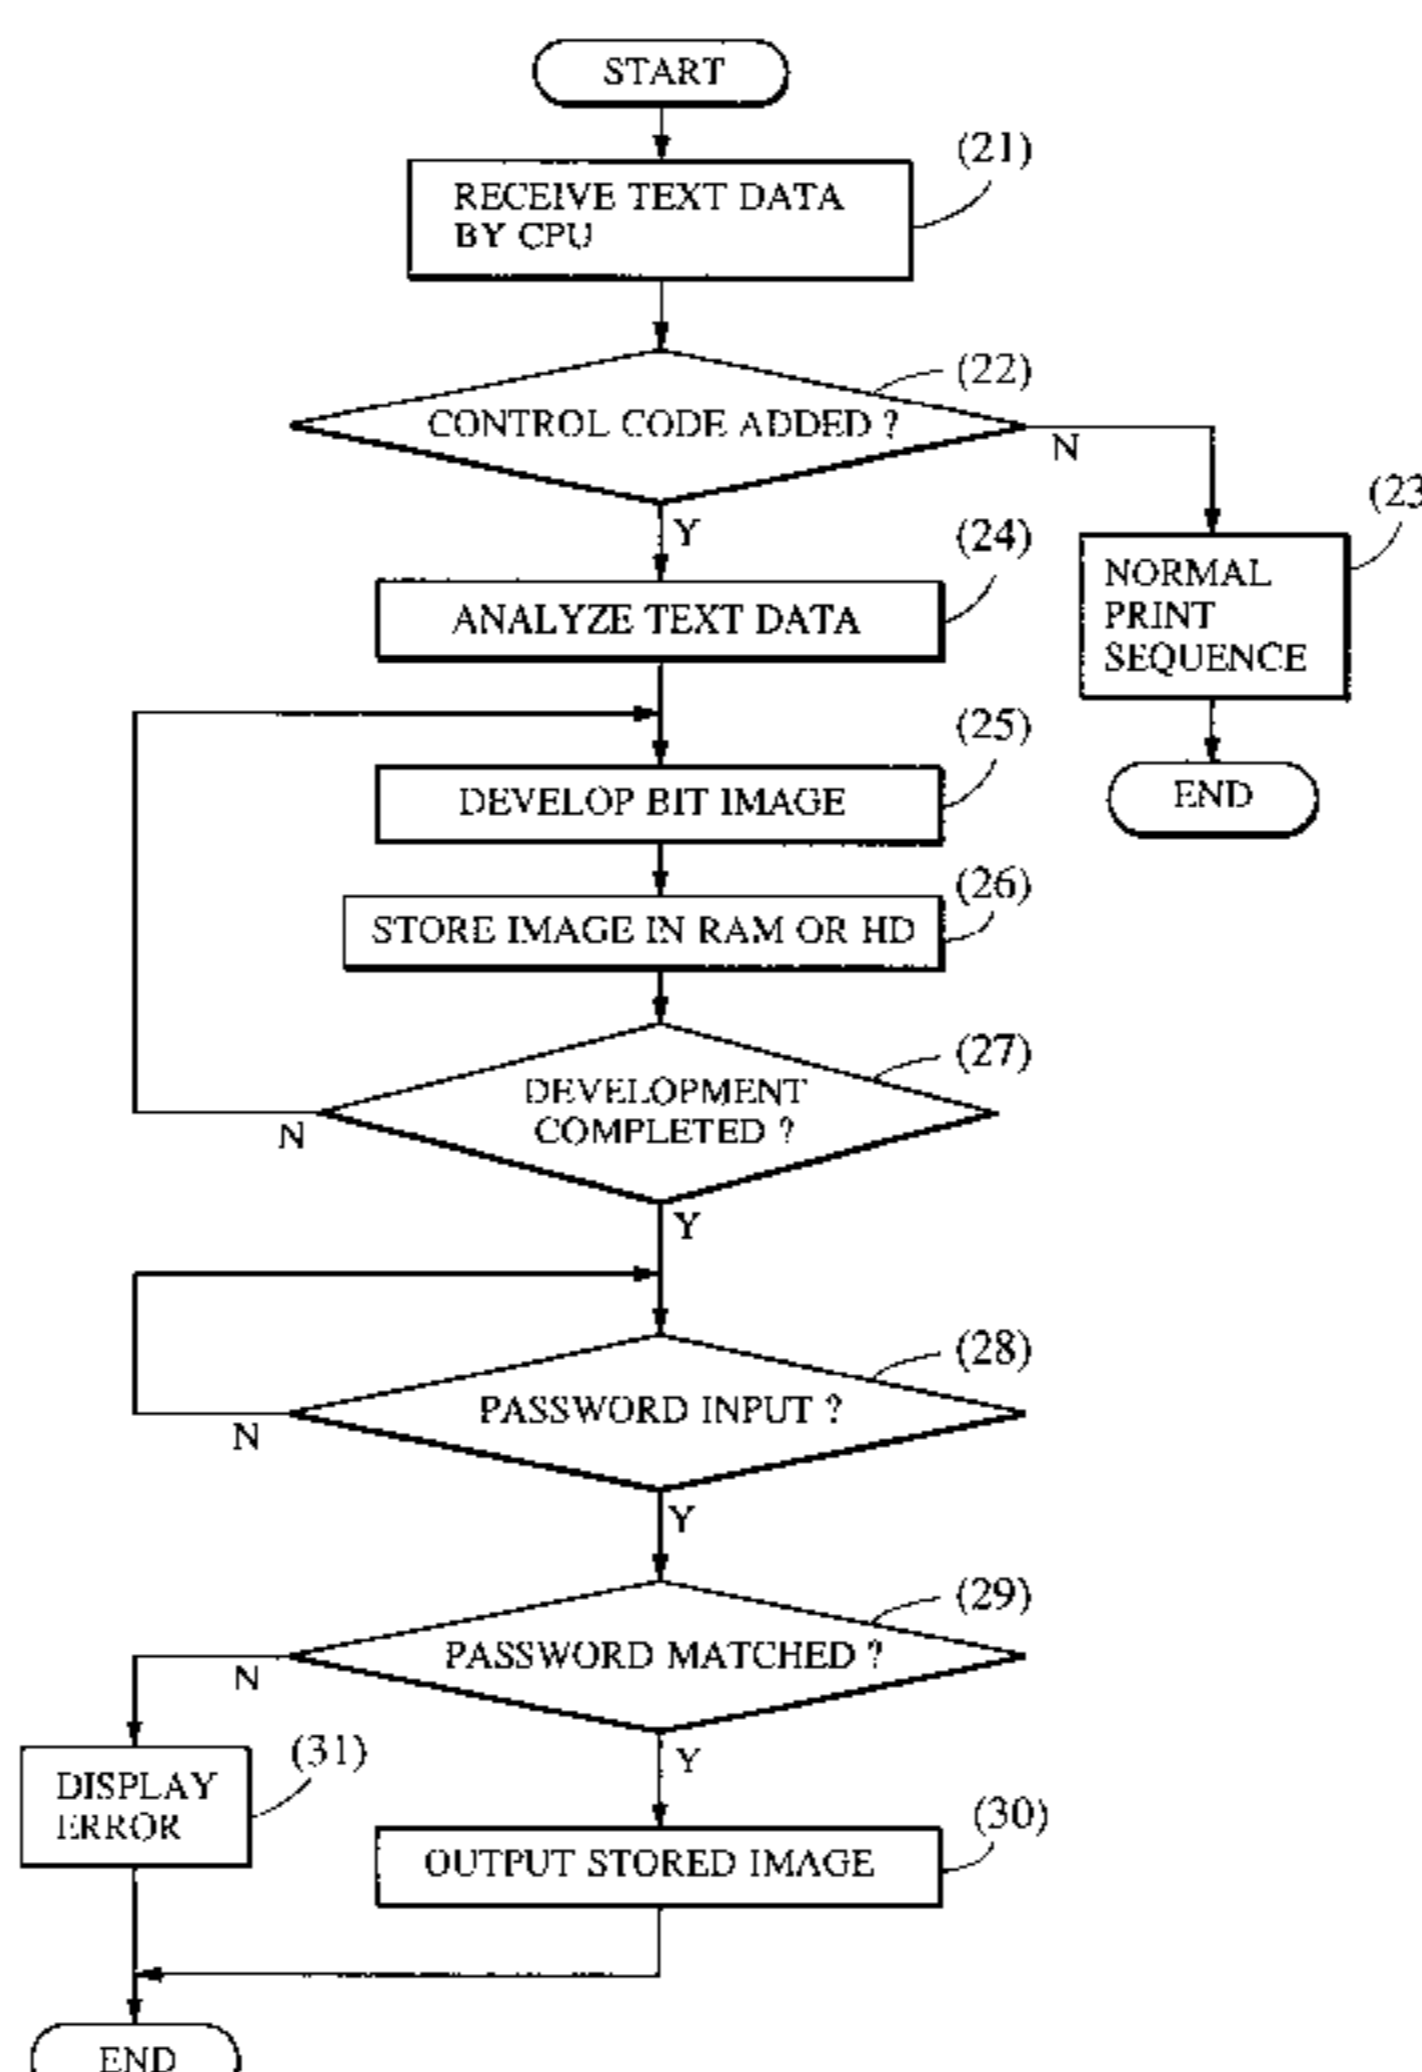 START
(21)
RECEIVE TEXT DATA
BY CPU
(22)
CONTROL CODE ADDED ?
N
(23
Y
(24)
NORMAL
PRINT
SEQUENCE
ANALYZE TEXT DATA
(25)
DEVELOP BIT IMAGE
END
(26)
STORE IMAGE IN RAM OR HD
(27)
DEVELOPMENT
COMPLETED ?
N
Y
(28)
PASSWORD INPUT ?
N
Y
(29)
PASSWORD MATCHED ?
N
(31)
Y
DISPLAY
ERROR
(30)
OUTPUT STORED IMAGE
END